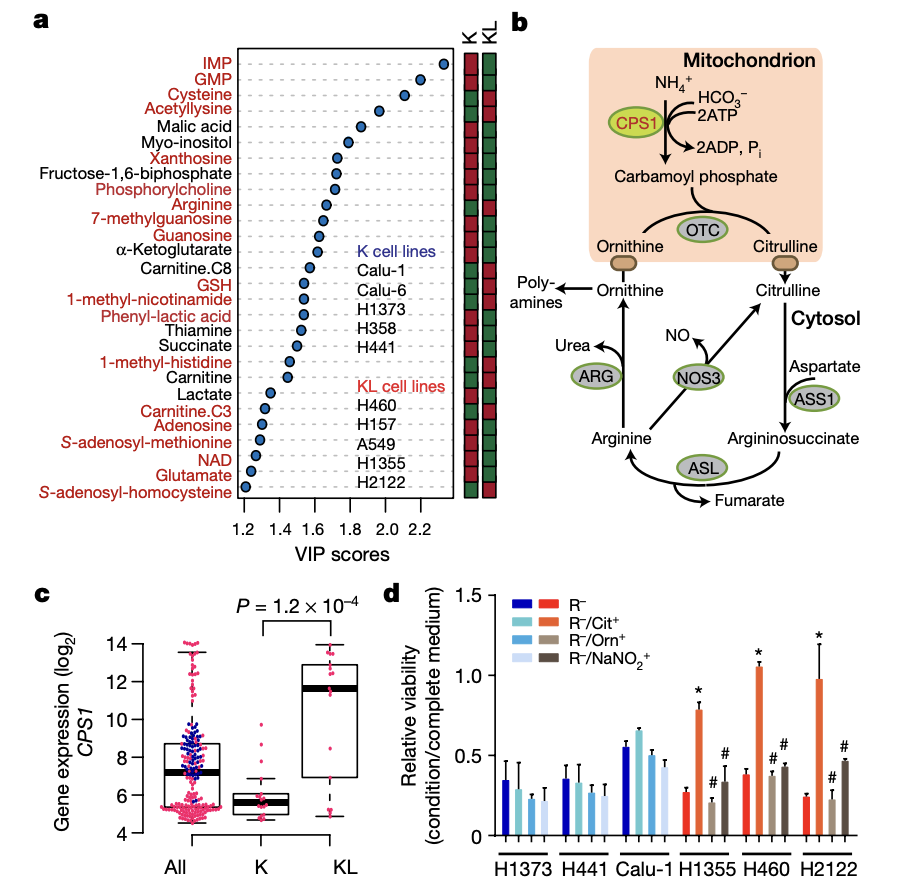 a
K KL
IMP
GMP
Cysteine
Acetyllysine
Malic acid
Myo-inositol
Xanthosine
Fructose-1,6-biphosphate
Phosphorylcholine
Arginine
7-methylguanosine
Guanosine
α-Ketoglutarate
Carnitine.C8
GSH
1-methyl-nicotinamide
Phenyl-lactic acid
Thiamine
Succinate
1-methyl-histidine
Carnitine
Lactate
Carnitine.C3
Adenosine
S-adenosyl-methionine
NAD
Glutamate
S-adenosyl-homocysteine
K cell lines
Calu-1
Calu-6
H1373
H358
H441
KL cell lines
H460
H157
A549
H1355
H2122
1.2 1.4 1.6 1.8 2.0 2.2
VIP scores
b
Mitochondrion
NH₄⁺
HCO₃⁻
2ATP
CPS1
2ADP, Pᵢ
Carbamoyl phosphate
OTC
Ornithine Citrulline
Poly-
amines
Ornithine Citrulline
Cytosol
Urea
NO
Aspartate
ARG
NOS3
ASS1
Arginine Argininosuccinate
ASL
Fumarate
c
P = 1.2 × 10⁻⁴
Gene expression (log₂)
CPS1
14
12
10
8
6
4
All K KL
d
Relative viability
(condition/complete medium)
1.5
1.0
0.5
0
R⁻
R⁻/Cit⁺
R⁻/Orn⁺
R⁻/NaNO₂⁺
* * *
# # # # # #
H1373 H441 Calu-1 H1355 H460 H2122